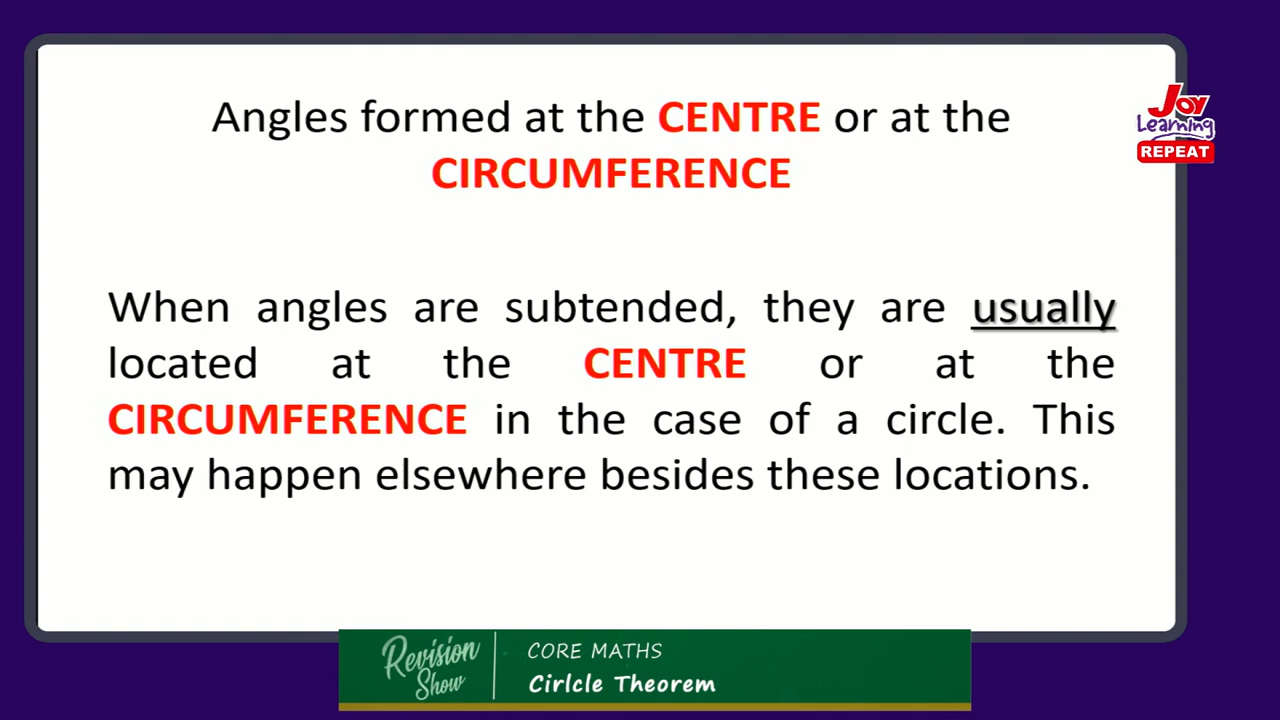 Angles formed at the CENTRE or at the
CIRCUMFERENCE
Joy
Learning
REPEAT
When angles are subtended, they are usually
located at the CENTRE or at the
CIRCUMFERENCE in the case of a circle. This
may happen elsewhere besides these locations.
Revision
Show
CORE MATHS
Cirlcle Theorem